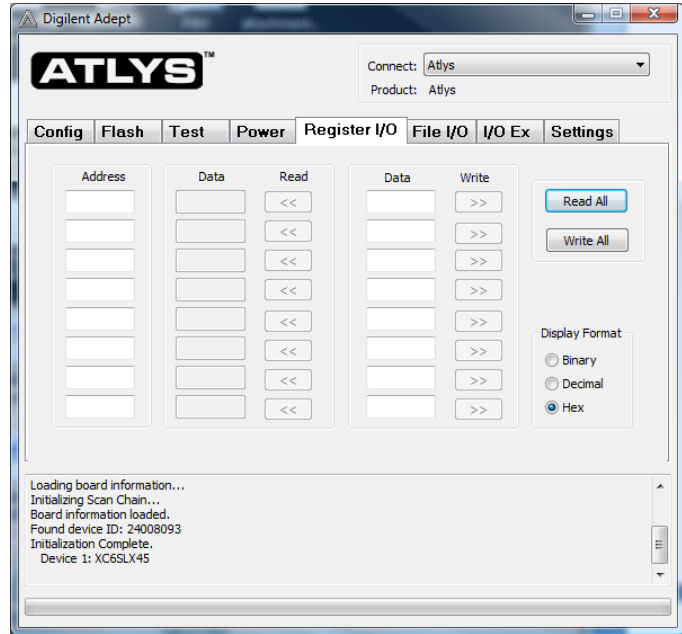 Digilent Adept
ATLYS™
Connect: Atlys
Product: Atlys
Config Flash Test Power Register I/O File I/O I/O Ex Settings
Address Data Read Data Write
<< >> Read All
<< >> Write All
<< >>
<< >>
<< >>
Display Format
<< >> Binary
<< >> Decimal
<< >> Hex
Loading board information...
Initializing Scan Chain...
Board information loaded.
Found device ID: 24008093
Initialization Complete.
Device 1: XC6SLX45